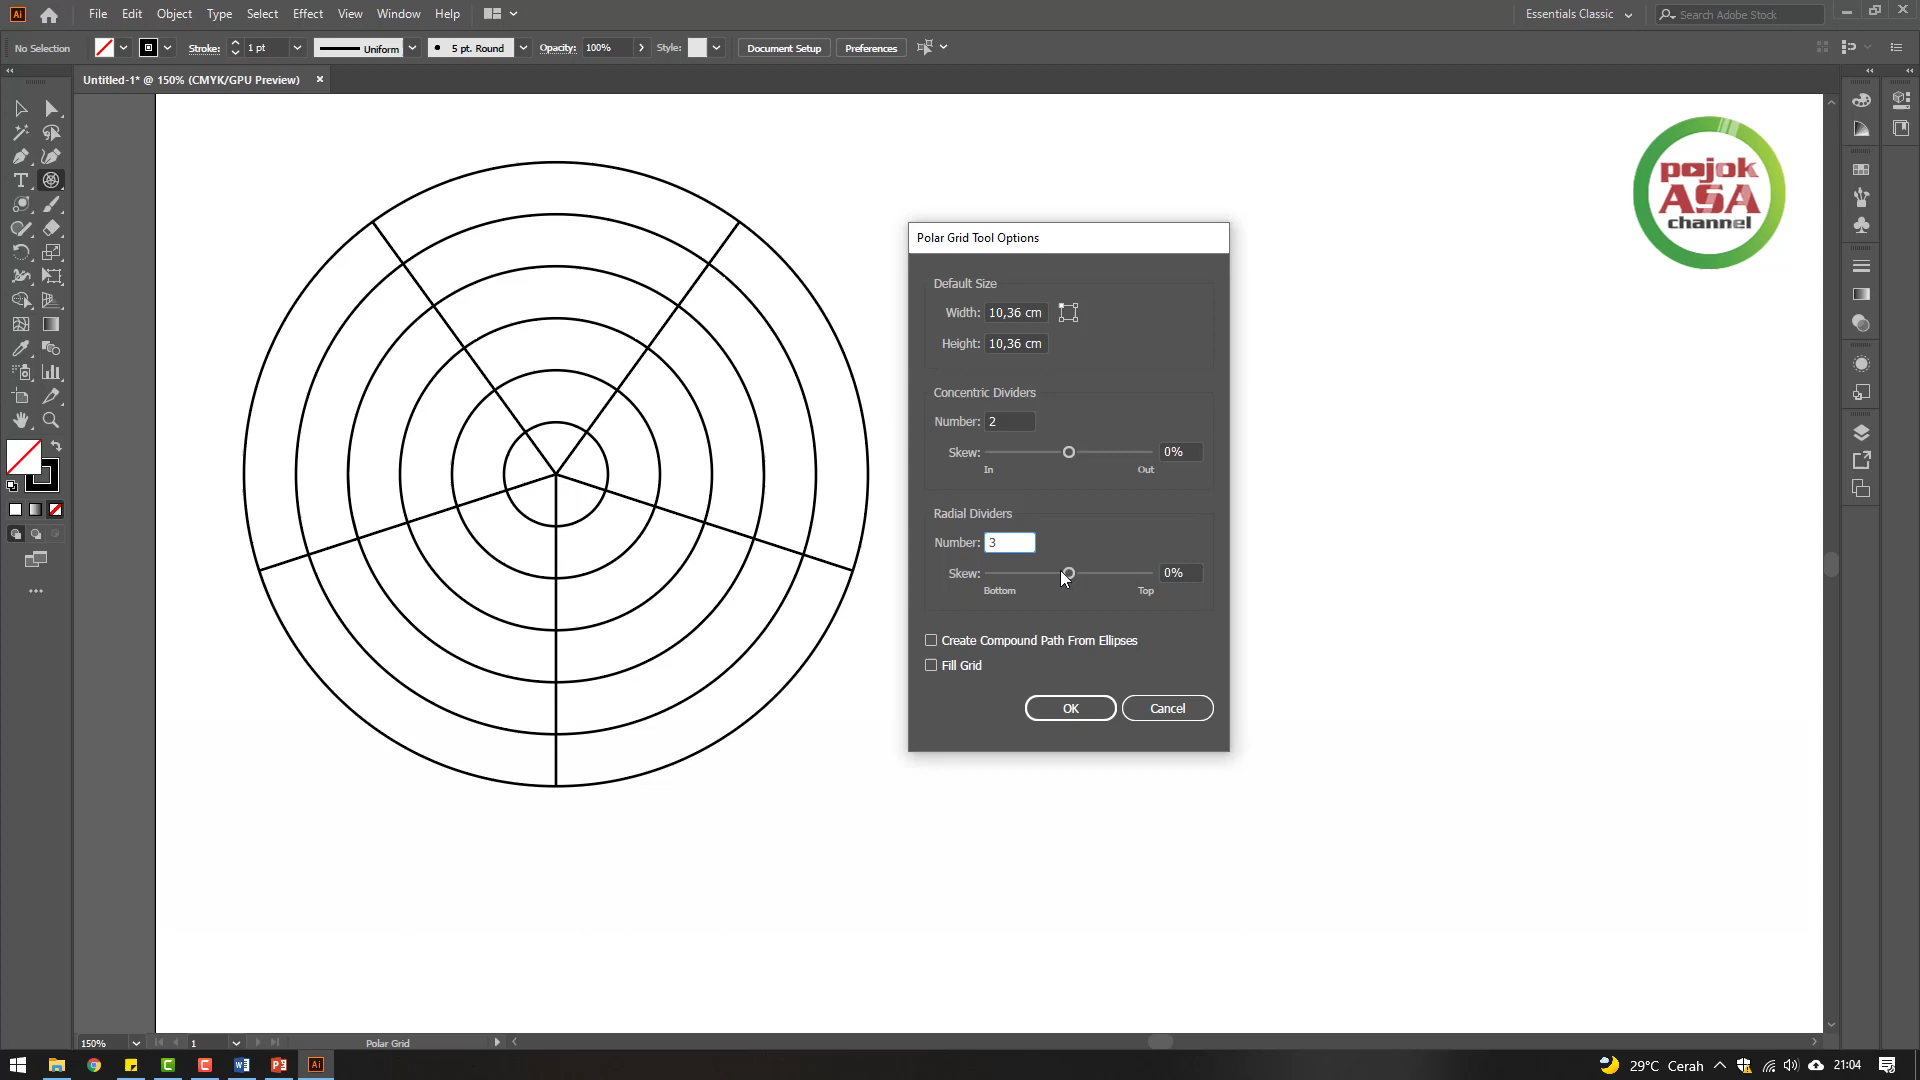 Ai File Edit Object Type Select Effect View Window Help Essentials Classic Search Adobe Stock
No Selection Stroke: 1 pt Uniform 5 pt. Round Opacity: 100% Style: Document Setup Preferences
Untitled-1* @ 150% (CMYK/GPU Preview) ×
pojok
ASA
channel
Polar Grid Tool Options
Default Size
Width: 10,36 cm
Height: 10,36 cm
Concentric Dividers
Number: 2
Skew: 0%
In Out
Radial Dividers
Number: 3
Skew: 0%
Bottom Top
Create Compound Path From Ellipses
Fill Grid
OK Cancel
150% 1 Polar Grid
29°C Cerah 21:04